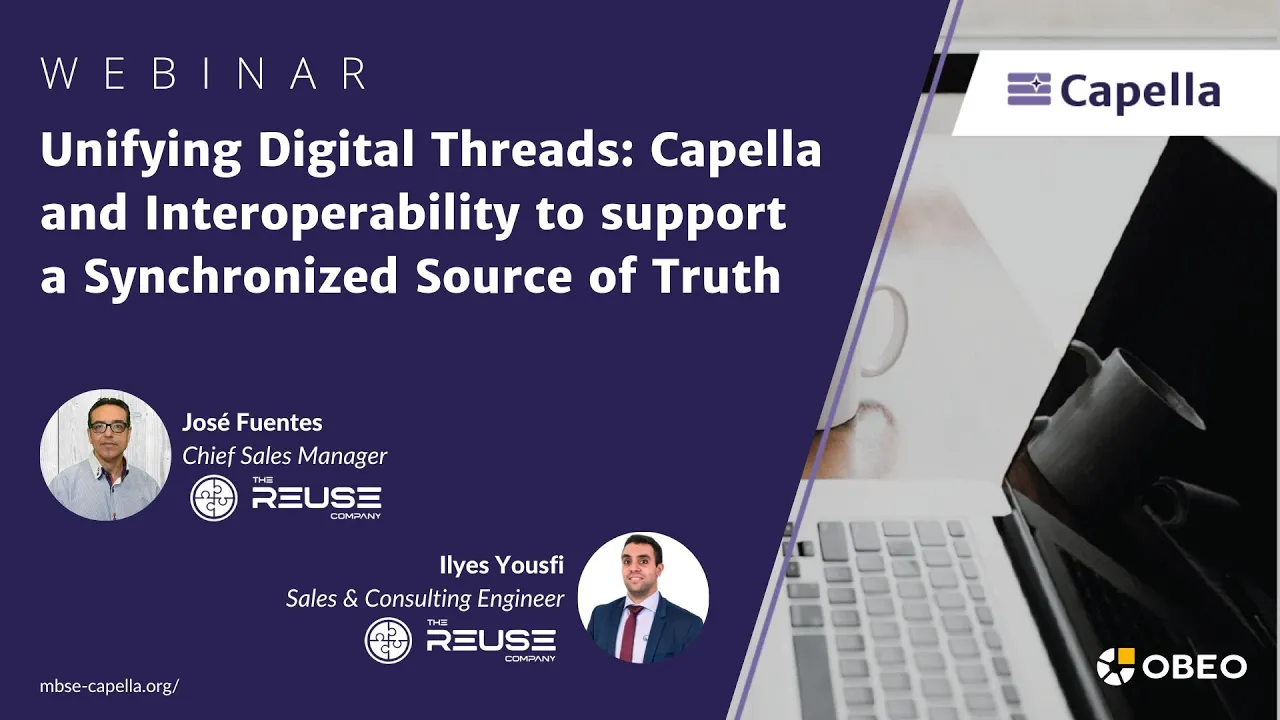 WEBINAR
Capella
Unifying Digital Threads: Capella
and Interoperability to support
a Synchronized Source of Truth
José Fuentes
Chief Sales Manager
THE
REUSE
COMPANY
Ilyes Yousfi
Sales & Consulting Engineer
THE
REUSE
COMPANY
mbse-capella.org/
OBEO